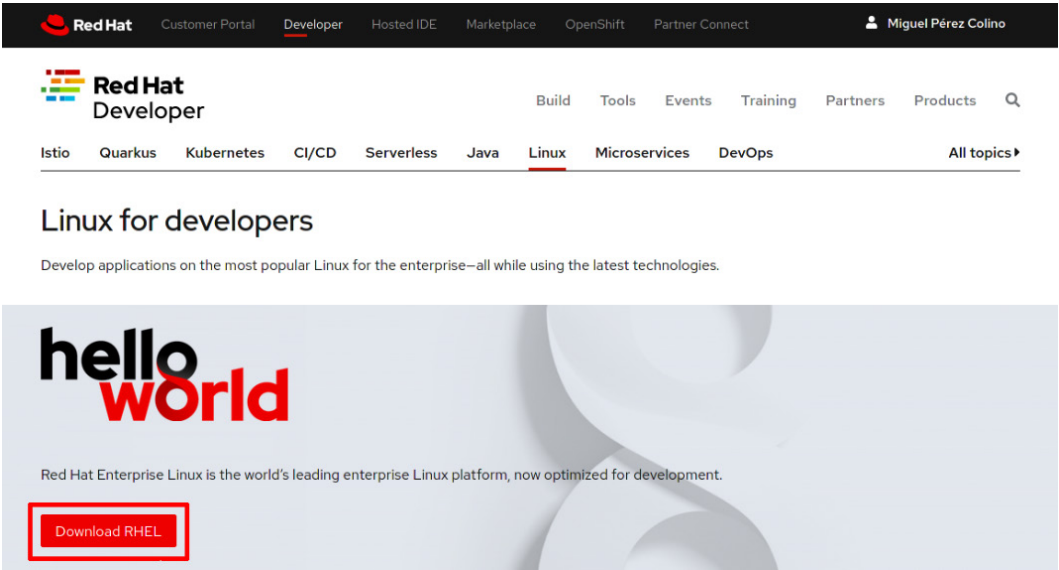 Red Hat Customer Portal Developer Hosted IDE Marketplace OpenShift Partner Connect Miguel Pérez Colino
Red Hat
Developer
Build Tools Events Training Partners Products
Istio Quarkus Kubernetes CI/CD Serverless Java Linux Microservices DevOps All topics
Linux for developers
Develop applications on the most popular Linux for the enterprise—all while using the latest technologies.
hello
world
Red Hat Enterprise Linux is the world's leading enterprise Linux platform, now optimized for development.
Download RHEL